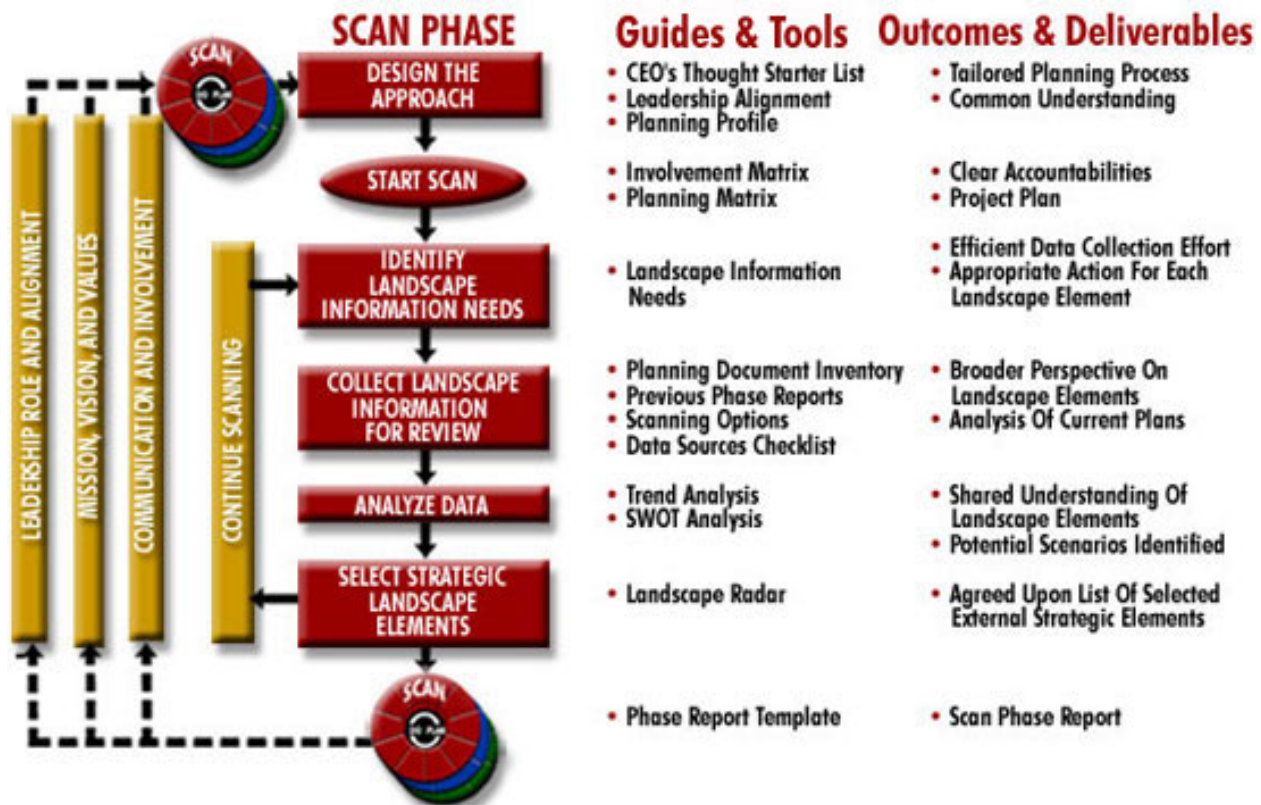 SCAN PHASE
Guides & Tools
Outcomes & Deliverables
SCAN
DESIGN THE
APPROACH
• CEO's Thought Starter List
• Leadership Alignment
• Planning Profile
• Tailored Planning Process
• Common Understanding
START SCAN
• Involvement Matrix
• Planning Matrix
• Clear Accountabilities
• Project Plan
LEADERSHIP ROLE AND ALIGNMENT
MISSION, VISION, AND VALUES
COMMUNICATION AND INVOLVEMENT
CONTINUE SCANNING
IDENTIFY
LANDSCAPE
INFORMATION NEEDS
• Landscape Information
Needs
• Efficient Data Collection Effort
• Appropriate Action For Each
Landscape Element
COLLECT LANDSCAPE
INFORMATION
FOR REVIEW
• Planning Document Inventory
• Previous Phase Reports
• Scanning Options
• Data Sources Checklist
• Broader Perspective On
Landscape Elements
• Analysis Of Current Plans
ANALYZE DATA
• Trend Analysis
• SWOT Analysis
• Shared Understanding Of
Landscape Elements
• Potential Scenarios Identified
SELECT STRATEGIC
LANDSCAPE
ELEMENTS
• Landscape Radar
• Agreed Upon List Of Selected
External Strategic Elements
SCAN
• Phase Report Template
• Scan Phase Report